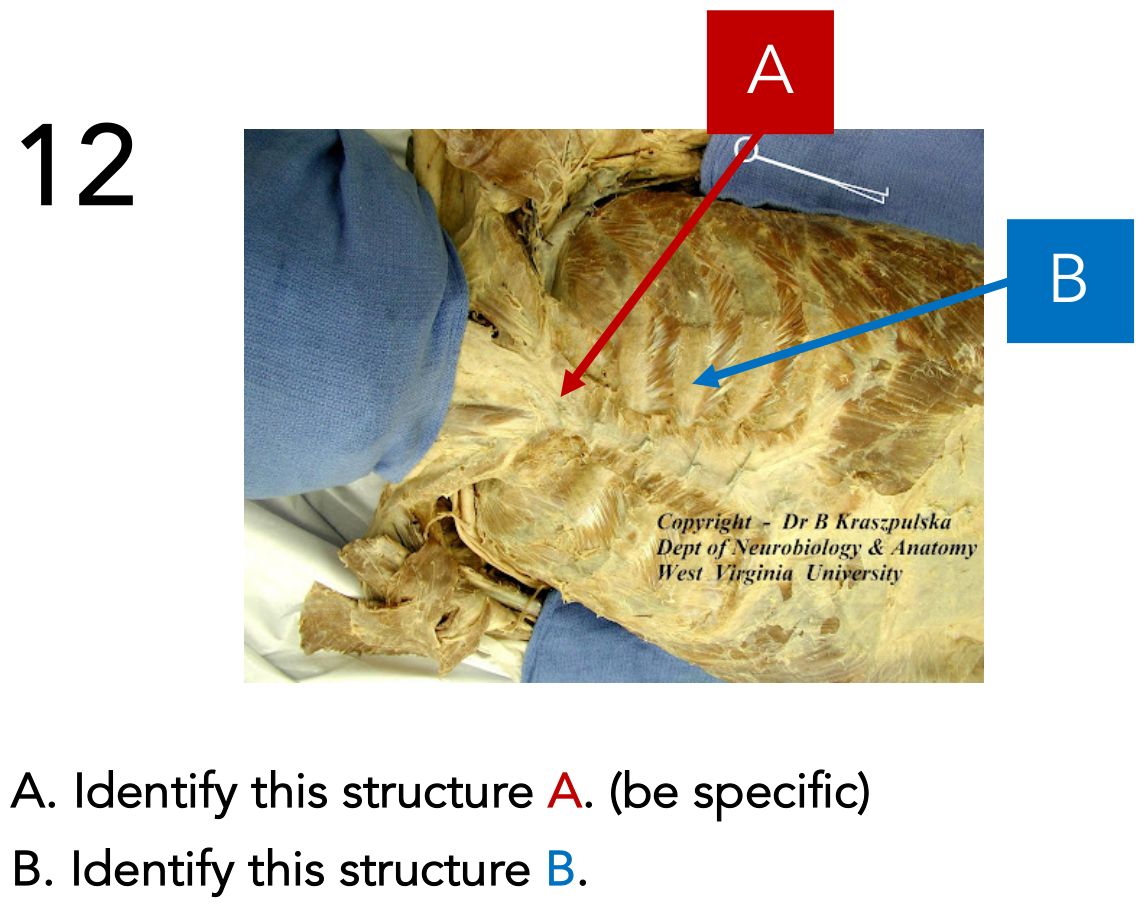 A
12
B
Copyright - Dr B Kraszpulska
Dept of Neurobiology & Anatomy
West Virginia University
A. Identify this structure A. (be specific)
B. Identify this structure B.